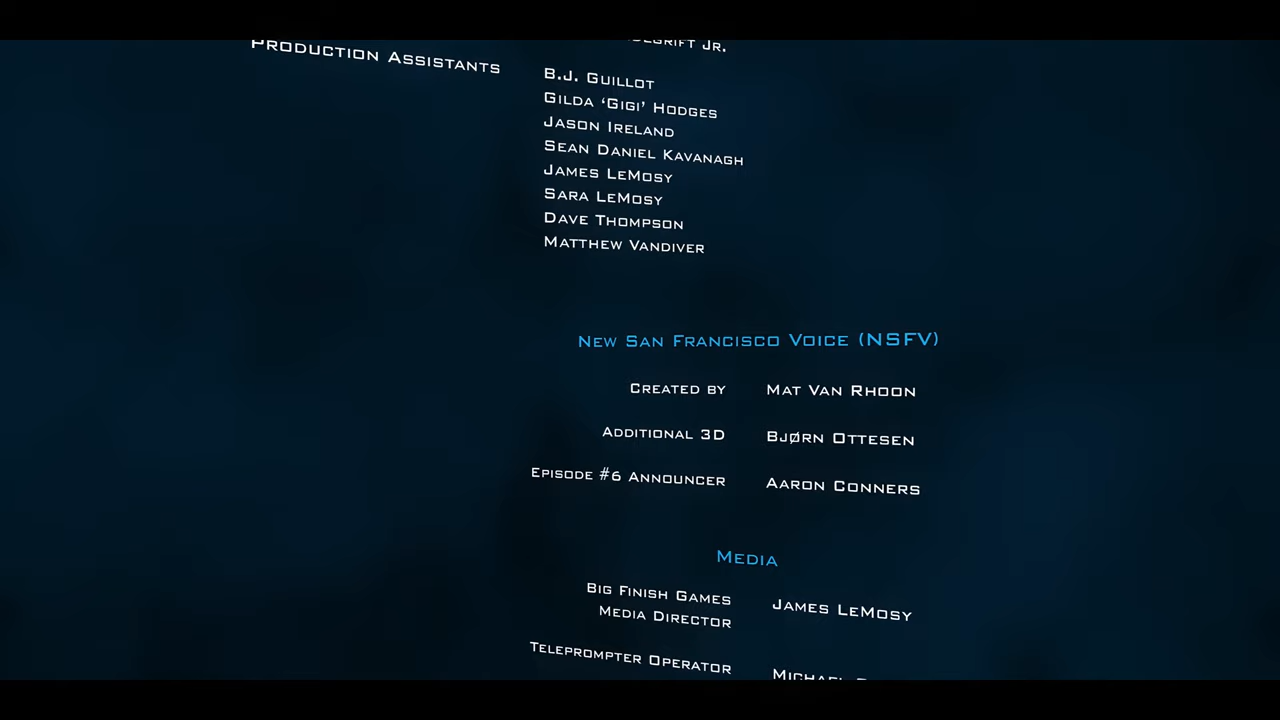 Jr.
Production Assistants
B.J. Guillot
Gilda ‘Gigi’ Hodges
Jason Ireland
Sean Daniel Kavanagh
James LeMosy
Sara LeMosy
Dave Thompson
Matthew Vandiver
New San Francisco Voice (NSFV)
Created by Mat Van Rhoon
Additional 3D Bjørn Ottesen
Episode #6 Announcer Aaron Conners
Media
Big Finish Games
Media Director
James LeMosy
Teleprompter Operator
Michael